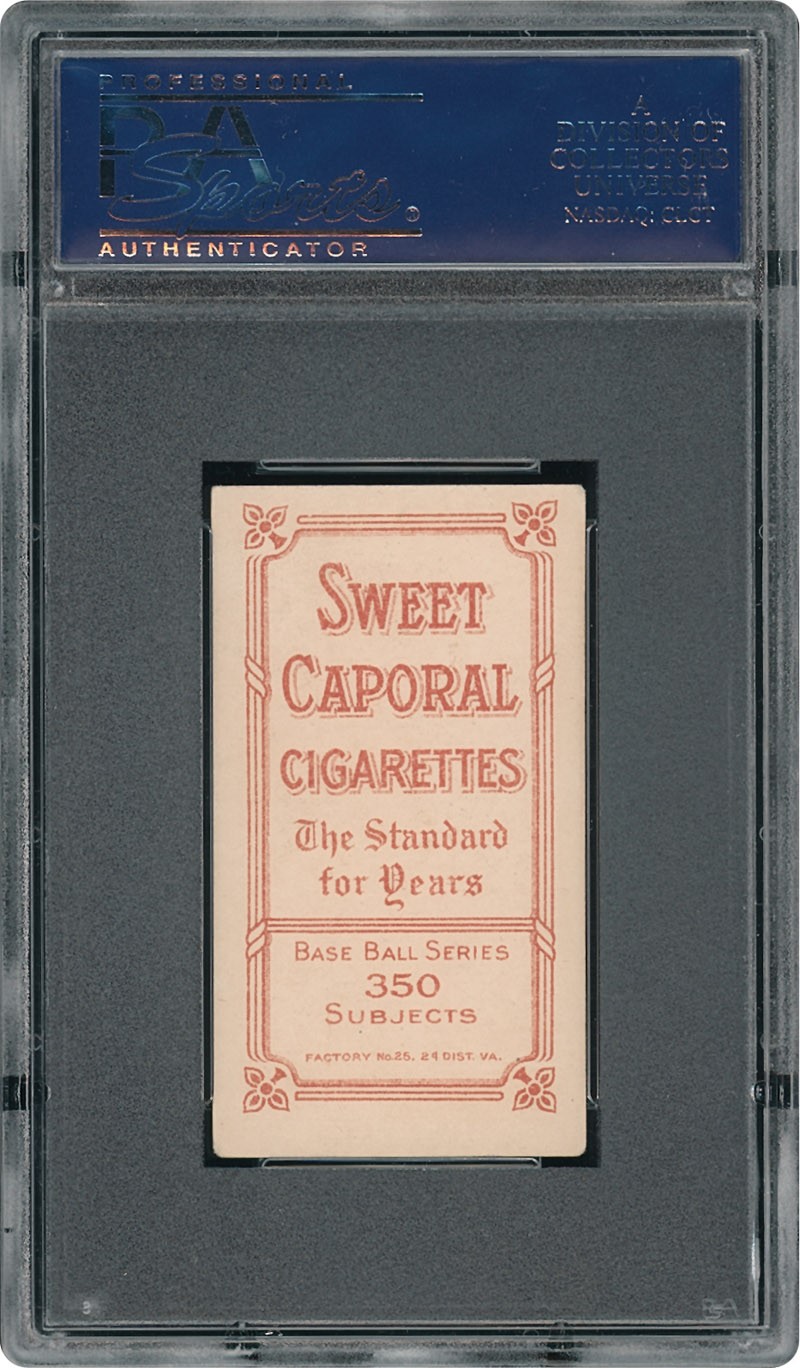 PROFESSIONAL
PSA
Sports®
AUTHENTICATOR
A
DIVISION OF
COLLECTORS
UNIVERSE
NASDAQ: CLCT
SWEET
CAPORAL
CIGARETTES
The Standard
for Years
BASE BALL SERIES
350
SUBJECTS
FACTORY No. 25, 2d DIST. VA.
PSA